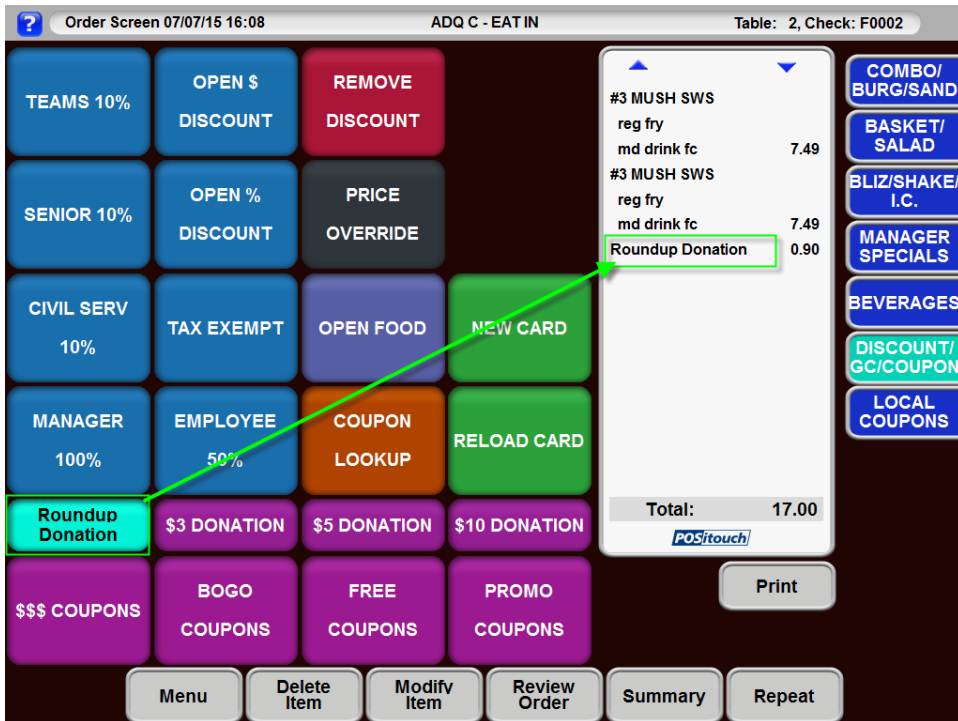 ? Order Screen 07/07/15 16:08 ADQ C - EAT IN Table: 2, Check: F0002
TEAMS 10%
OPEN $
DISCOUNT
REMOVE
DISCOUNT
SENIOR 10%
OPEN %
DISCOUNT
PRICE
OVERRIDE
CIVIL SERV
10%
TAX EXEMPT
OPEN FOOD
NEW CARD
MANAGER
100%
EMPLOYEE
50%
COUPON
LOOKUP
RELOAD CARD
Roundup
Donation
$3 DONATION
$5 DONATION
$10 DONATION
$$$ COUPONS
BOGO
COUPONS
FREE
COUPONS
PROMO
COUPONS
#3 MUSH SWS
reg fry
md drink fc 7.49
#3 MUSH SWS
reg fry
md drink fc 7.49
Roundup Donation 0.90
Total: 17.00
POSitouch
Print
COMBO/
BURG/SAND
BASKET/
SALAD
BLIZ/SHAKE/
I.C.
MANAGER
SPECIALS
BEVERAGES
DISCOUNT/
GC/COUPON
LOCAL
COUPONS
Menu
Delete
Item
Modify
Item
Review
Order
Summary
Repeat